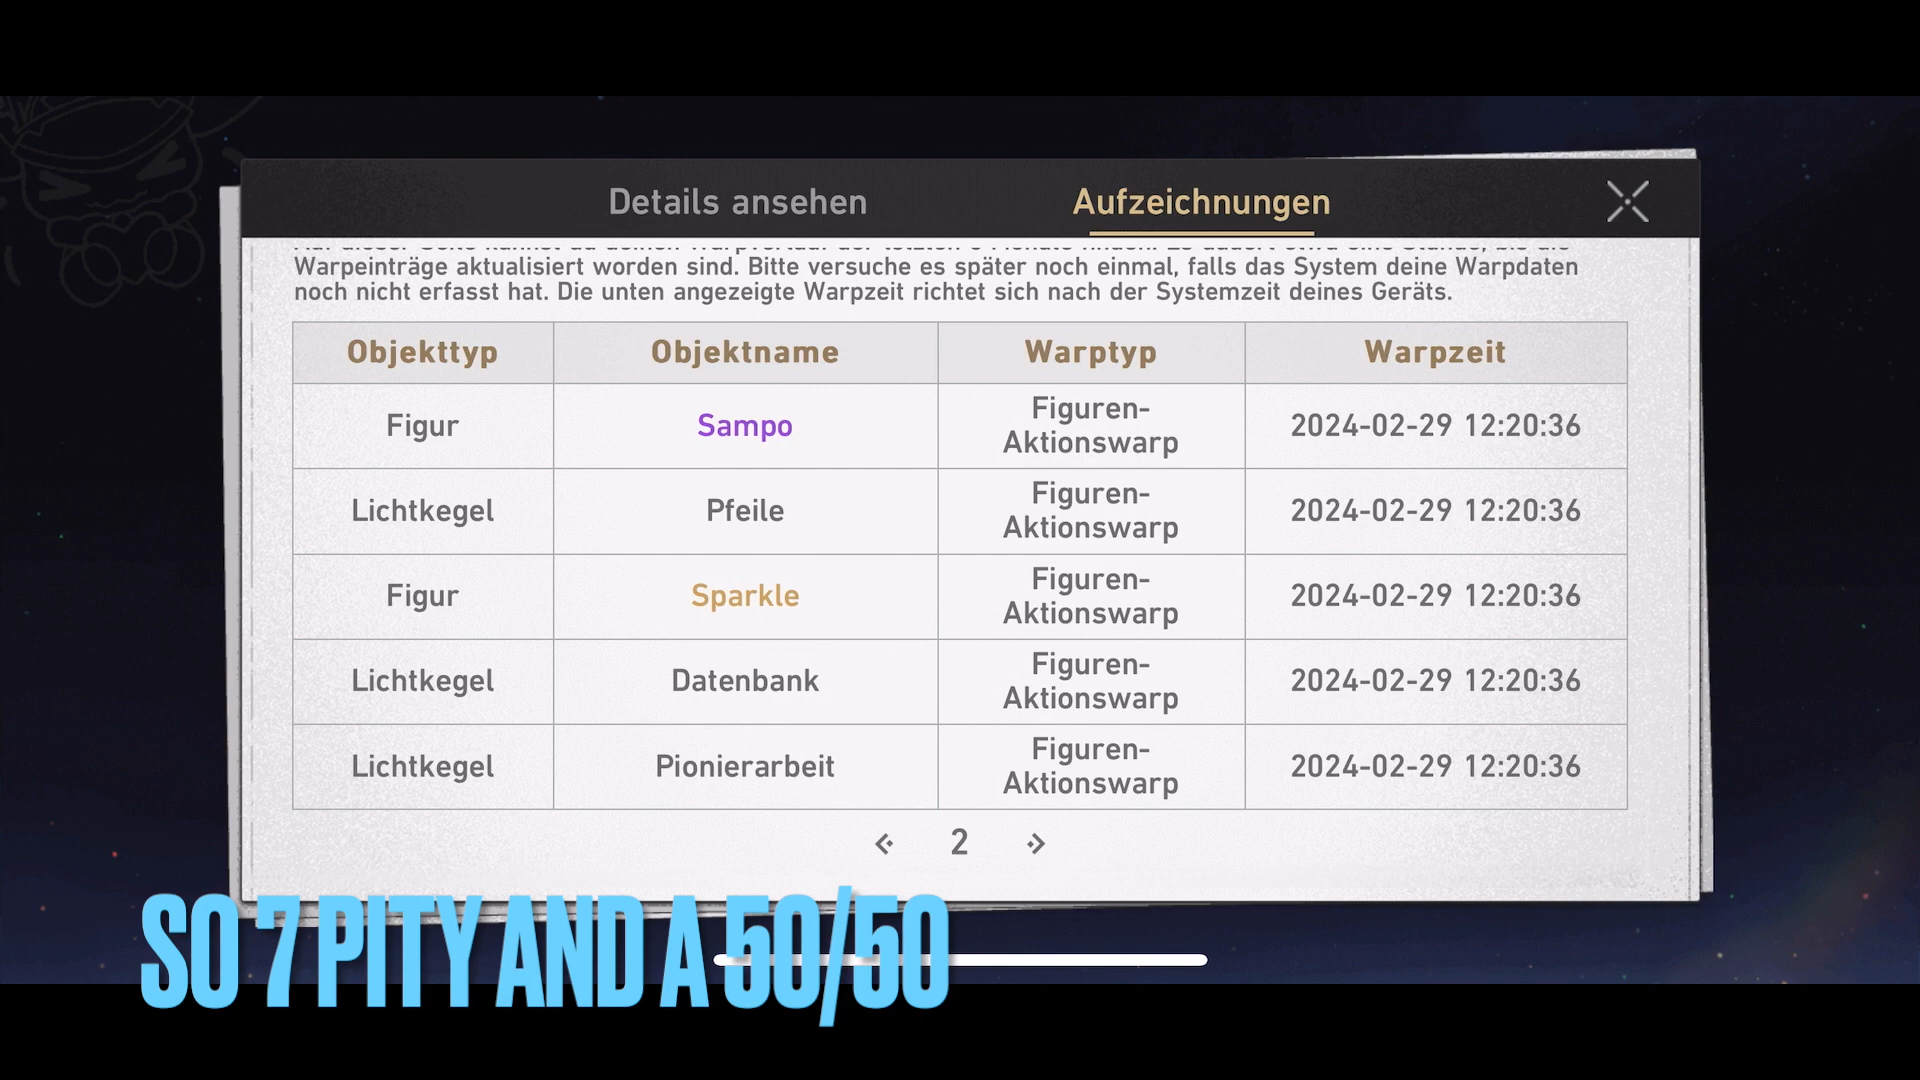 Details ansehen
Aufzeichnungen
Warpeinträge aktualisiert worden sind. Bitte versuche es später noch einmal, falls das System deine Warpdaten
noch nicht erfasst hat. Die unten angezeigte Warpzeit richtet sich nach der Systemzeit deines Geräts.
Objekttyp Objektname Warptyp Warpzeit
Figur Sampo Figuren-
Aktionswarp 2024-02-29 12:20:36
Lichtkegel Pfeile Figuren-
Aktionswarp 2024-02-29 12:20:36
Figur Sparkle Figuren-
Aktionswarp 2024-02-29 12:20:36
Lichtkegel Datenbank Figuren-
Aktionswarp 2024-02-29 12:20:36
Lichtkegel Pionierarbeit Figuren-
Aktionswarp 2024-02-29 12:20:36
2
SO 7 PITY AND A 50/50